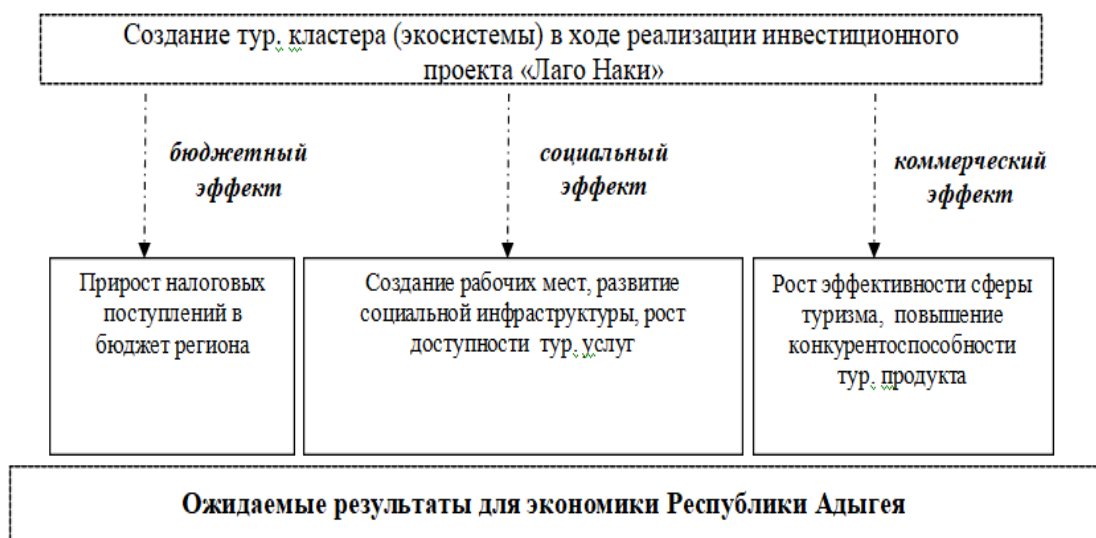 Создание тур. кластера (экосистемы) в ходе реализации инвестиционного
проекта «Лаго Наки»
бюджетный
эффект
социальный
эффект
коммерческий
эффект
Прирост налоговых
поступлений в
бюджет региона
Создание рабочих мест, развитие
социальной инфраструктуры, рост
доступности тур. услуг
Рост эффективности сферы
туризма, повышение
конкурентоспособности
тур. продукта
Ожидаемые результаты для экономики Республики Адыгея